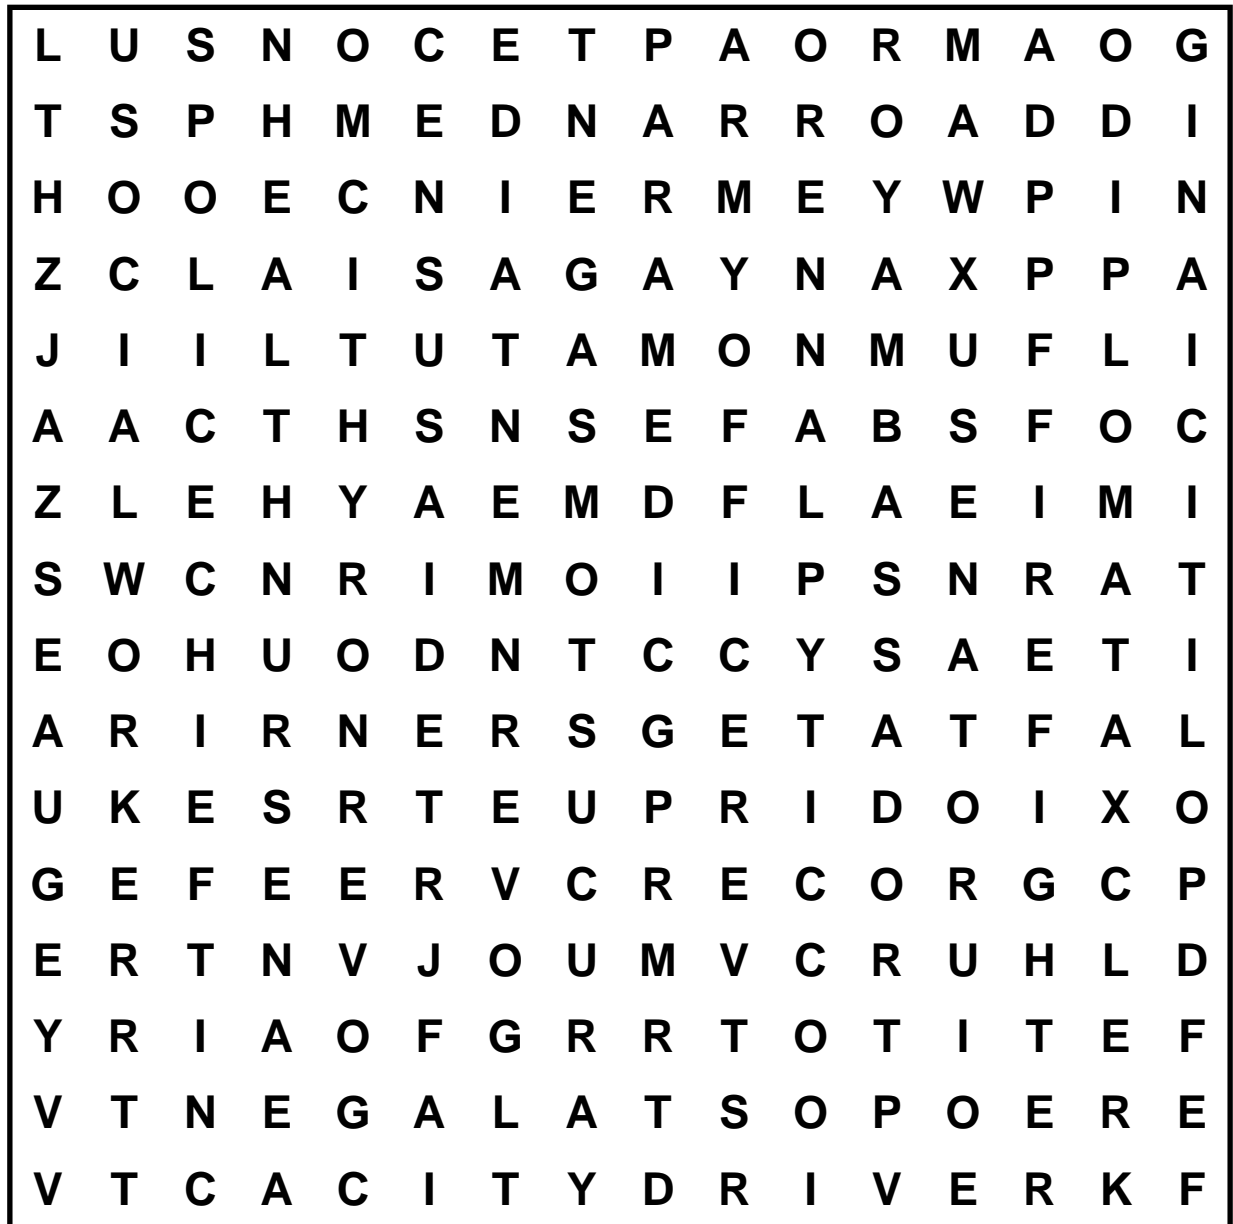 L U S N O C E T P A O R M A O G
T S P H M E D N A R R O A D D I
H O O E C N I E R M E Y W P I N
Z C L A I S A G A Y N A X P P A
J I I L T U T A M O N M U F L I
A A C T H S N S E F A B S F O C
Z L E H Y A E M D F L A E I M I
S W C N R I M O I I P S N R A T
E O H U O D N T C C Y S A E T I
A R I R N E R S G E T A T F A L
U K E S R T E U P R I D O I X O
G E F E E R V C R E C O R G C P
E R T N V J O U M V C R U H L D
Y R I A O F G R R T O T I T E F
V T N E G A L A T S O P O E R E
V T C A C I T Y D R I V E R K F